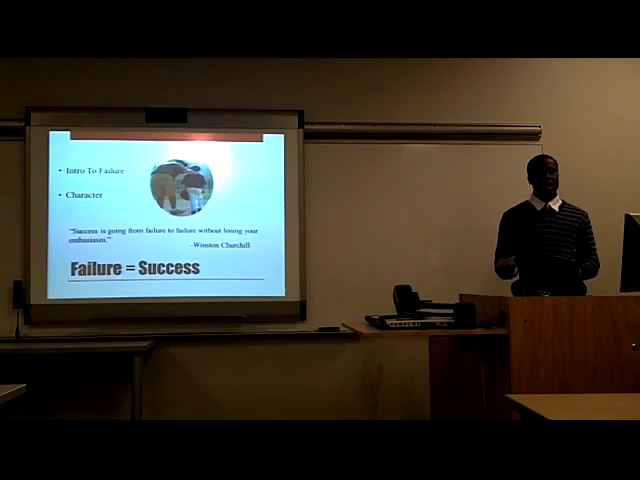 • Intro To Failure
• Character
"Success is going from failure to failure without losing your
enthusiasm."
-Winston Churchill
Failure = Success